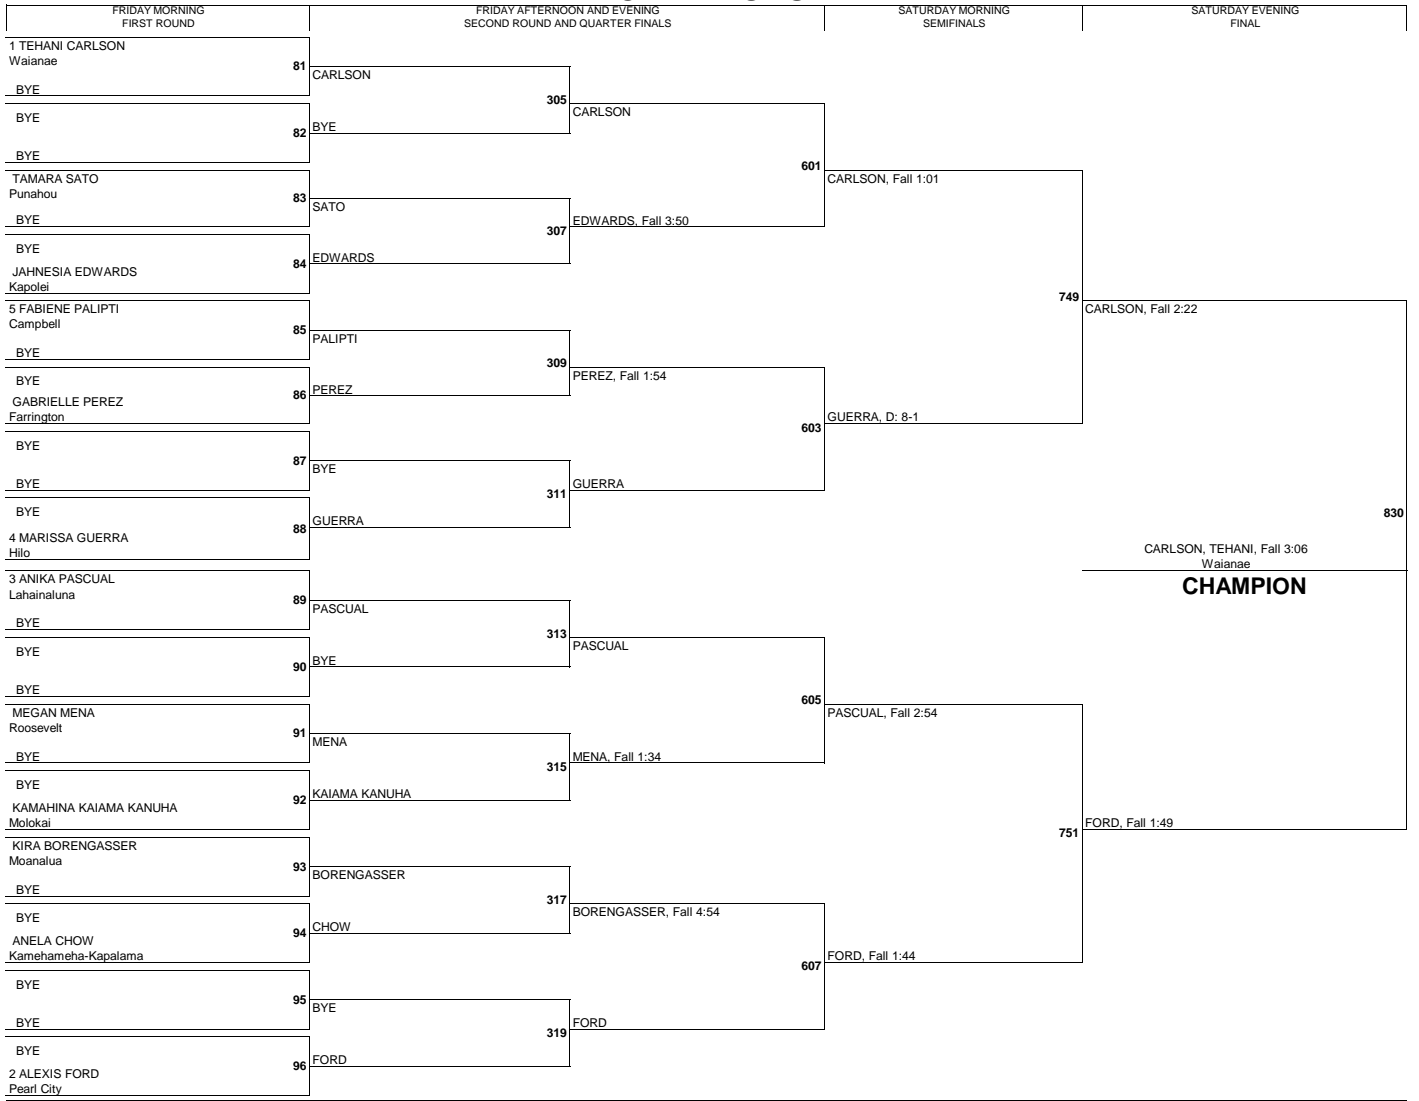 FRIDAY MORNING
FIRST ROUND
FRIDAY AFTERNOON AND EVENING
SECOND ROUND AND QUARTER FINALS
SATURDAY MORNING
SEMIFINALS
SATURDAY EVENING
FINAL
1 TEHANI CARLSON
Waianae
81
BYE
BYE
82
BYE
TAMARA SATO
Punahou
83
BYE
BYE
84
JAHNESIA EDWARDS
Kapolei
5 FABIENE PALIPTI
Campbell
85
BYE
BYE
86
GABRIELLE PEREZ
Farrington
BYE
87
BYE
BYE
88
4 MARISSA GUERRA
Hilo
3 ANIKA PASCUAL
Lahainaluna
89
BYE
BYE
90
BYE
MEGAN MENA
Roosevelt
91
BYE
BYE
92
KAMAHINA KAIAMA KANUHA
Molokai
KIRA BORENGASSER
Moanalua
93
BYE
BYE
94
ANELA CHOW
Kamehameha-Kapalama
BYE
95
BYE
BYE
96
2 ALEXIS FORD
Pearl City
CARLSON
305
BYE
SATO
307
EDWARDS
PALIPTI
309
PEREZ
BYE
311
GUERRA
PASCUAL
313
BYE
MENA
315
KAIAMA KANUHA
BORENGASSER
317
CHOW
BYE
319
FORD
CARLSON
601
EDWARDS, Fall 3:50
PEREZ, Fall 1:54
603
GUERRA
PASCUAL
605
MENA, Fall 1:34
BORENGASSER, Fall 4:54
607
FORD
CARLSON, Fall 1:01
749
GUERRA, D: 8-1
PASCUAL, Fall 2:54
751
FORD, Fall 1:44
CARLSON, Fall 2:22
830
CARLSON, TEHANI, Fall 3:06
Waianae
CHAMPION
FORD, Fall 1:49